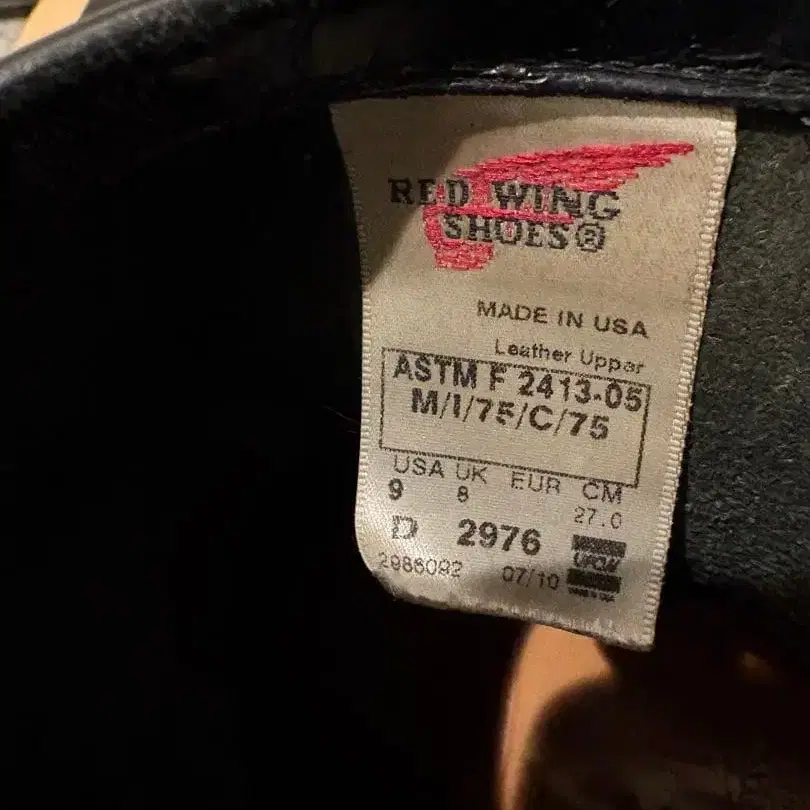 RED WING
SHOES®
MADE IN USA
Leather Upper
ASTM F 2413-05
M/I/75/C/75
USA UK EUR CM
9 8 27.0
D 2976
2986092 07/10
UFCW